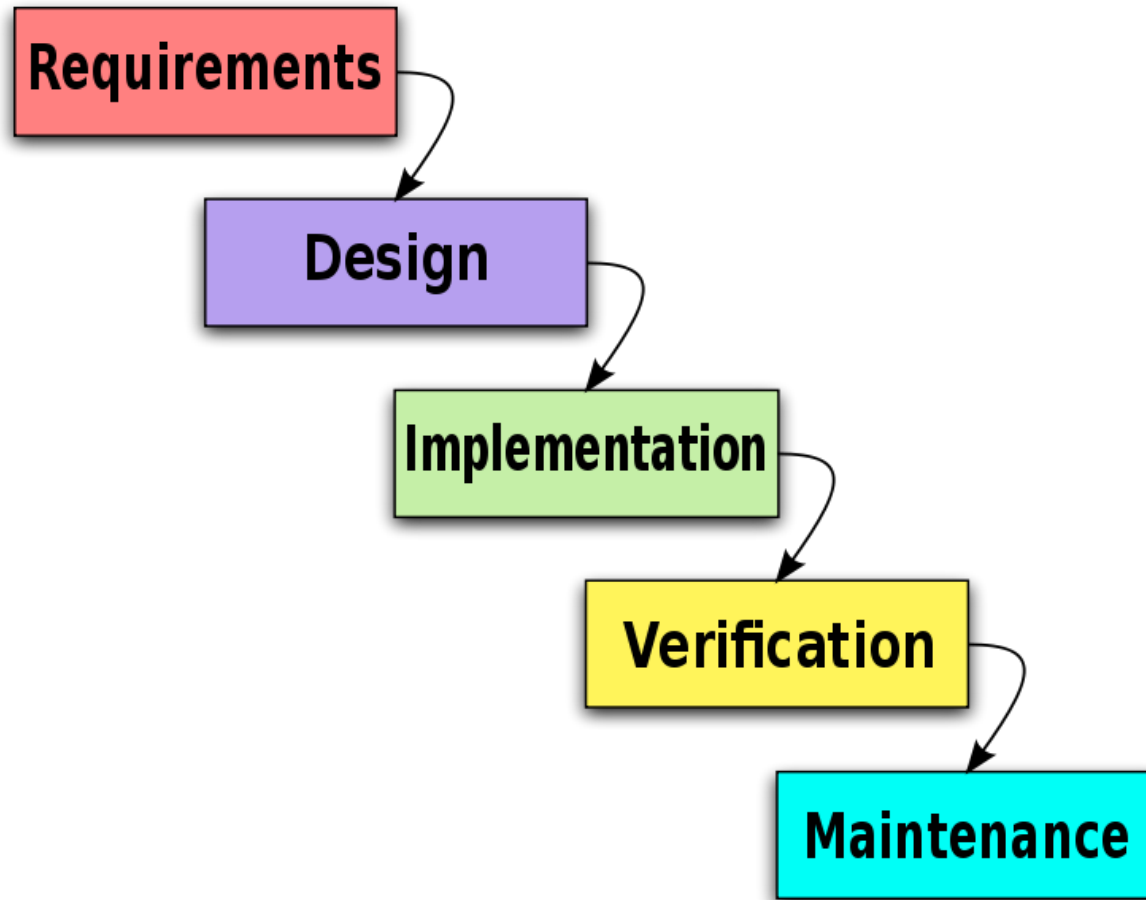 Requirements
Design
Implementation
Verification
Maintenance